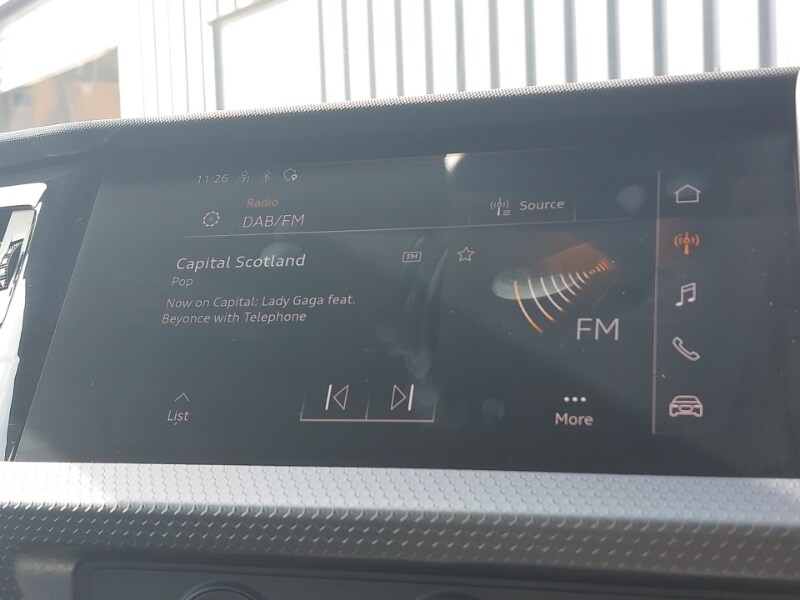 11:26
Radio
DAB/FM
Source
Capital Scotland
FM
Pop
Now on Capital: Lady Gaga feat.
Beyonce with Telephone
FM
List
More